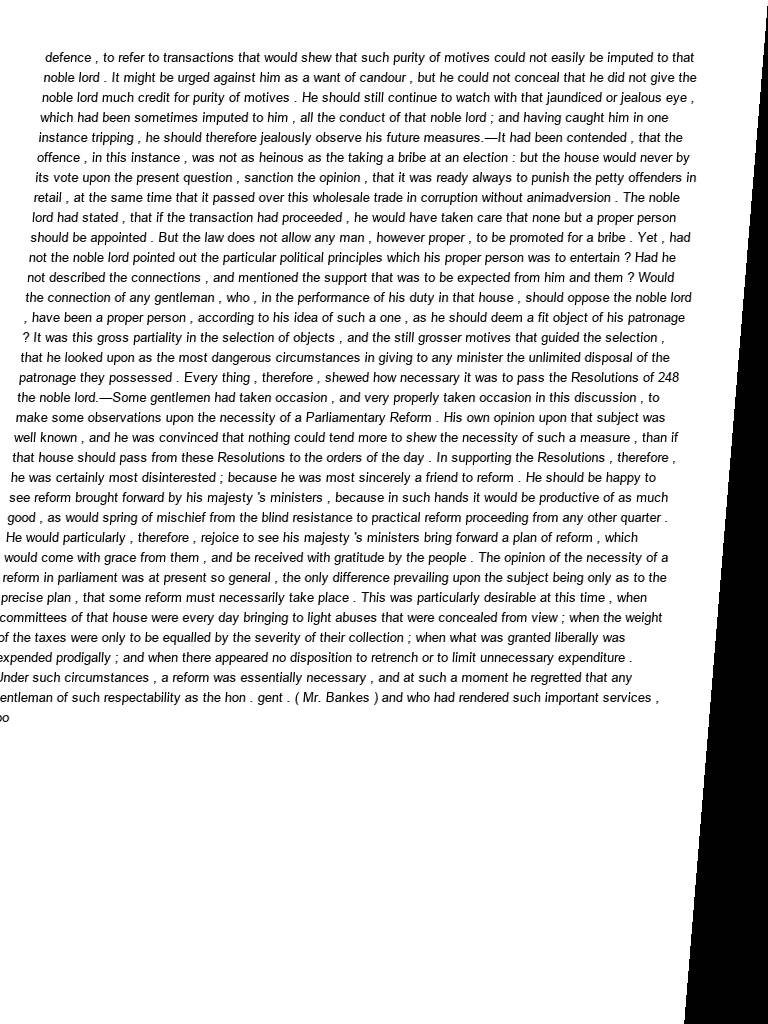 defence , to refer to transactions that would shew that such purity of motives could not easily be imputed to that
noble lord . It might be urged against him as a want of candour , but he could not conceal that he did not give the
noble lord much credit for purity of motives . He should still continue to watch with that jaundiced or jealous eye ,
which had been sometimes imputed to him , all the conduct of that noble lord ; and having caught him in one
instance tripping , he should therefore jealously observe his future measures.—It had been contended , that the
offence , in this instance , was not as heinous as the taking a bribe at an election : but the house would never by
its vote upon the present question , sanction the opinion , that it was ready always to punish the petty offenders in
retail , at the same time that it passed over this wholesale trade in corruption without animadversion . The noble
lord had stated , that if the transaction had proceeded , he would have taken care that none but a proper person
should be appointed . But the law does not allow any man , however proper , to be promoted for a bribe . Yet , had
not the noble lord pointed out the particular political principles which his proper person was to entertain ? Had he
not described the connections , and mentioned the support that was to be expected from him and them ? Would
the connection of any gentleman , who , in the performance of his duty in that house , should oppose the noble lord
, have been a proper person , according to his idea of such a one , as he should deem a fit object of his patronage
? It was this gross partiality in the selection of objects , and the still grosser motives that guided the selection ,
that he looked upon as the most dangerous circumstances in giving to any minister the unlimited disposal of the
patronage they possessed . Every thing , therefore , shewed how necessary it was to pass the Resolutions of 248
the noble lord.—Some gentlemen had taken occasion , and very properly taken occasion in this discussion , to
make some observations upon the necessity of a Parliamentary Reform . His own opinion upon that subject was
well known , and he was convinced that nothing could tend more to shew the necessity of such a measure , than if
that house should pass from these Resolutions to the orders of the day . In supporting the Resolutions , therefore ,
he was certainly most disinterested ; because he was most sincerely a friend to reform . He should be happy to
see reform brought forward by his majesty 's ministers , because in such hands it would be productive of as much
good , as would spring of mischief from the blind resistance to practical reform proceeding from any other quarter .
He would particularly , therefore , rejoice to see his majesty 's ministers bring forward a plan of reform , which
would come with grace from them , and be received with gratitude by the people . The opinion of the necessity of a
reform in parliament was at present so general , the only difference prevailing upon the subject being only as to the
precise plan , that some reform must necessarily take place . This was particularly desirable at this time , when
committees of that house were every day bringing to light abuses that were concealed from view ; when the weight
of the taxes were only to be equalled by the severity of their collection ; when what was granted liberally was
expended prodigally ; and when there appeared no disposition to retrench or to limit unnecessary expenditure .
Under such circumstances , a reform was essentially necessary , and at such a moment he regretted that any
entleman of such respectability as the hon . gent . ( Mr. Bankes ) and who had rendered such important services ,